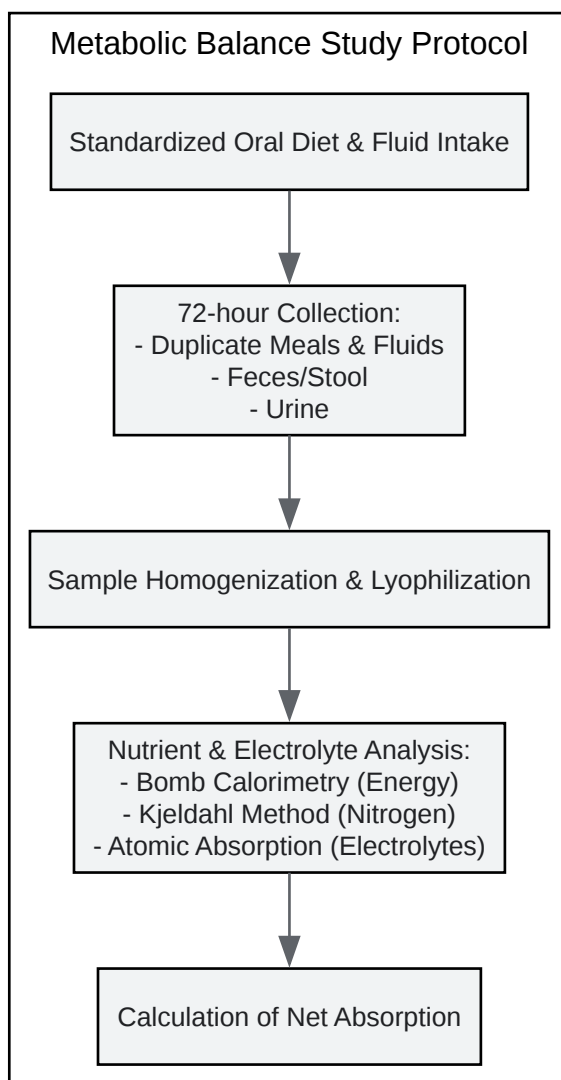 Metabolic Balance Study Protocol
Standardized Oral Diet & Fluid Intake
72-hour Collection:
- Duplicate Meals & Fluids
- Feces/Stool
- Urine
Sample Homogenization & Lyophilization
Nutrient & Electrolyte Analysis:
- Bomb Calorimetry (Energy)
- Kjeldahl Method (Nitrogen)
- Atomic Absorption (Electrolytes)
Calculation of Net Absorption